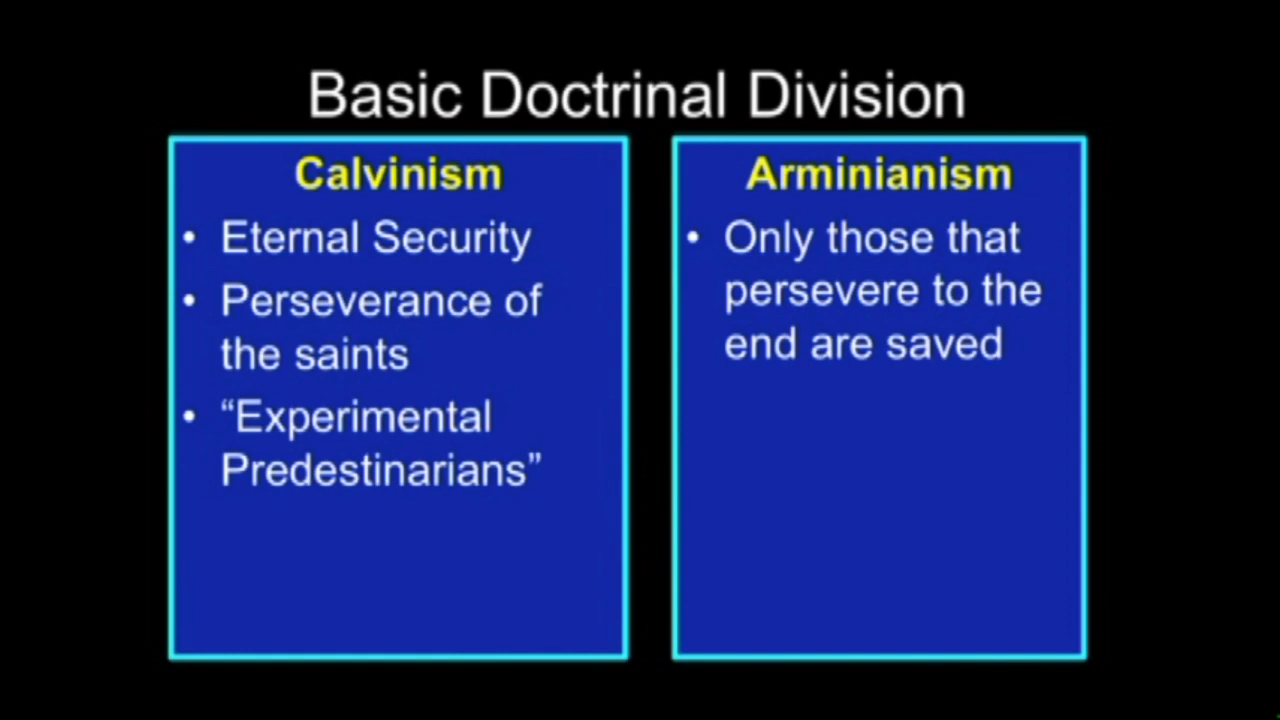 Basic Doctrinal Division
Calvinism
• Eternal Security
• Perseverance of
the saints
• “Experimental
Predestinarians”
Arminianism
• Only those that
persevere to the
end are saved